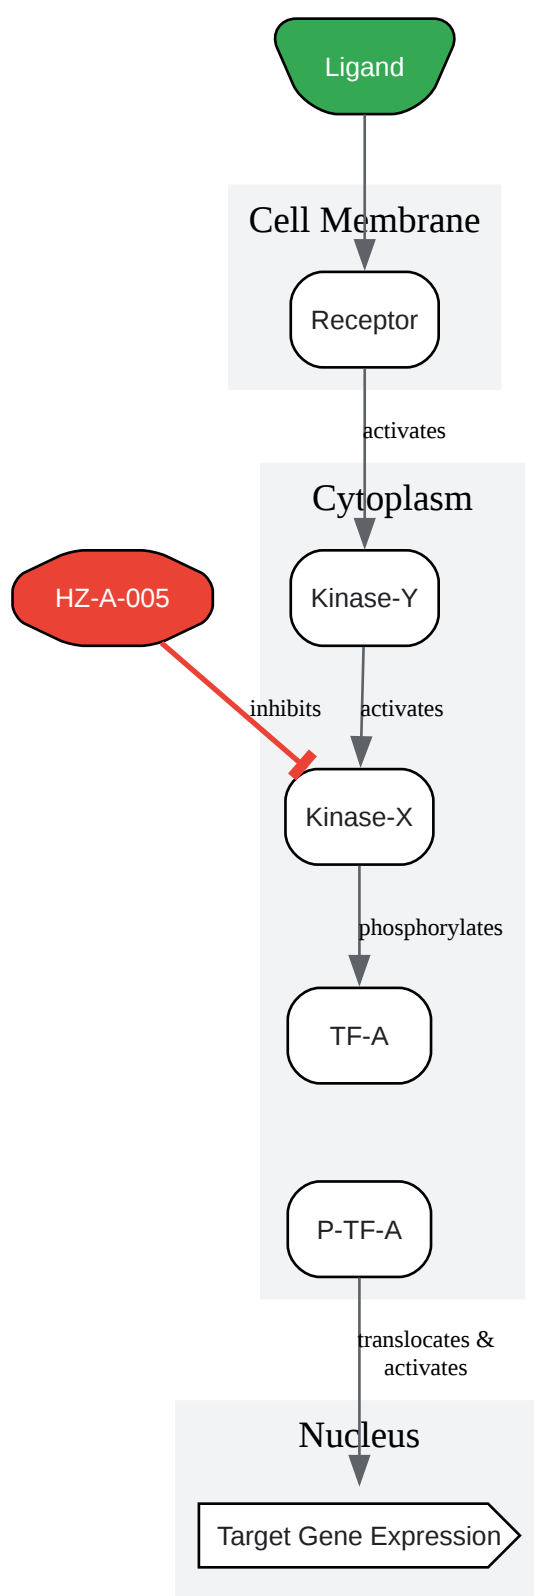 Ligand
Cell Membrane
Receptor
activates
Cytoplasm
HZ-A-005
Kinase-Y
inhibits
activates
Kinase-X
phosphorylates
TF-A
P-TF-A
translocates &
activates
Nucleus
Target Gene Expression